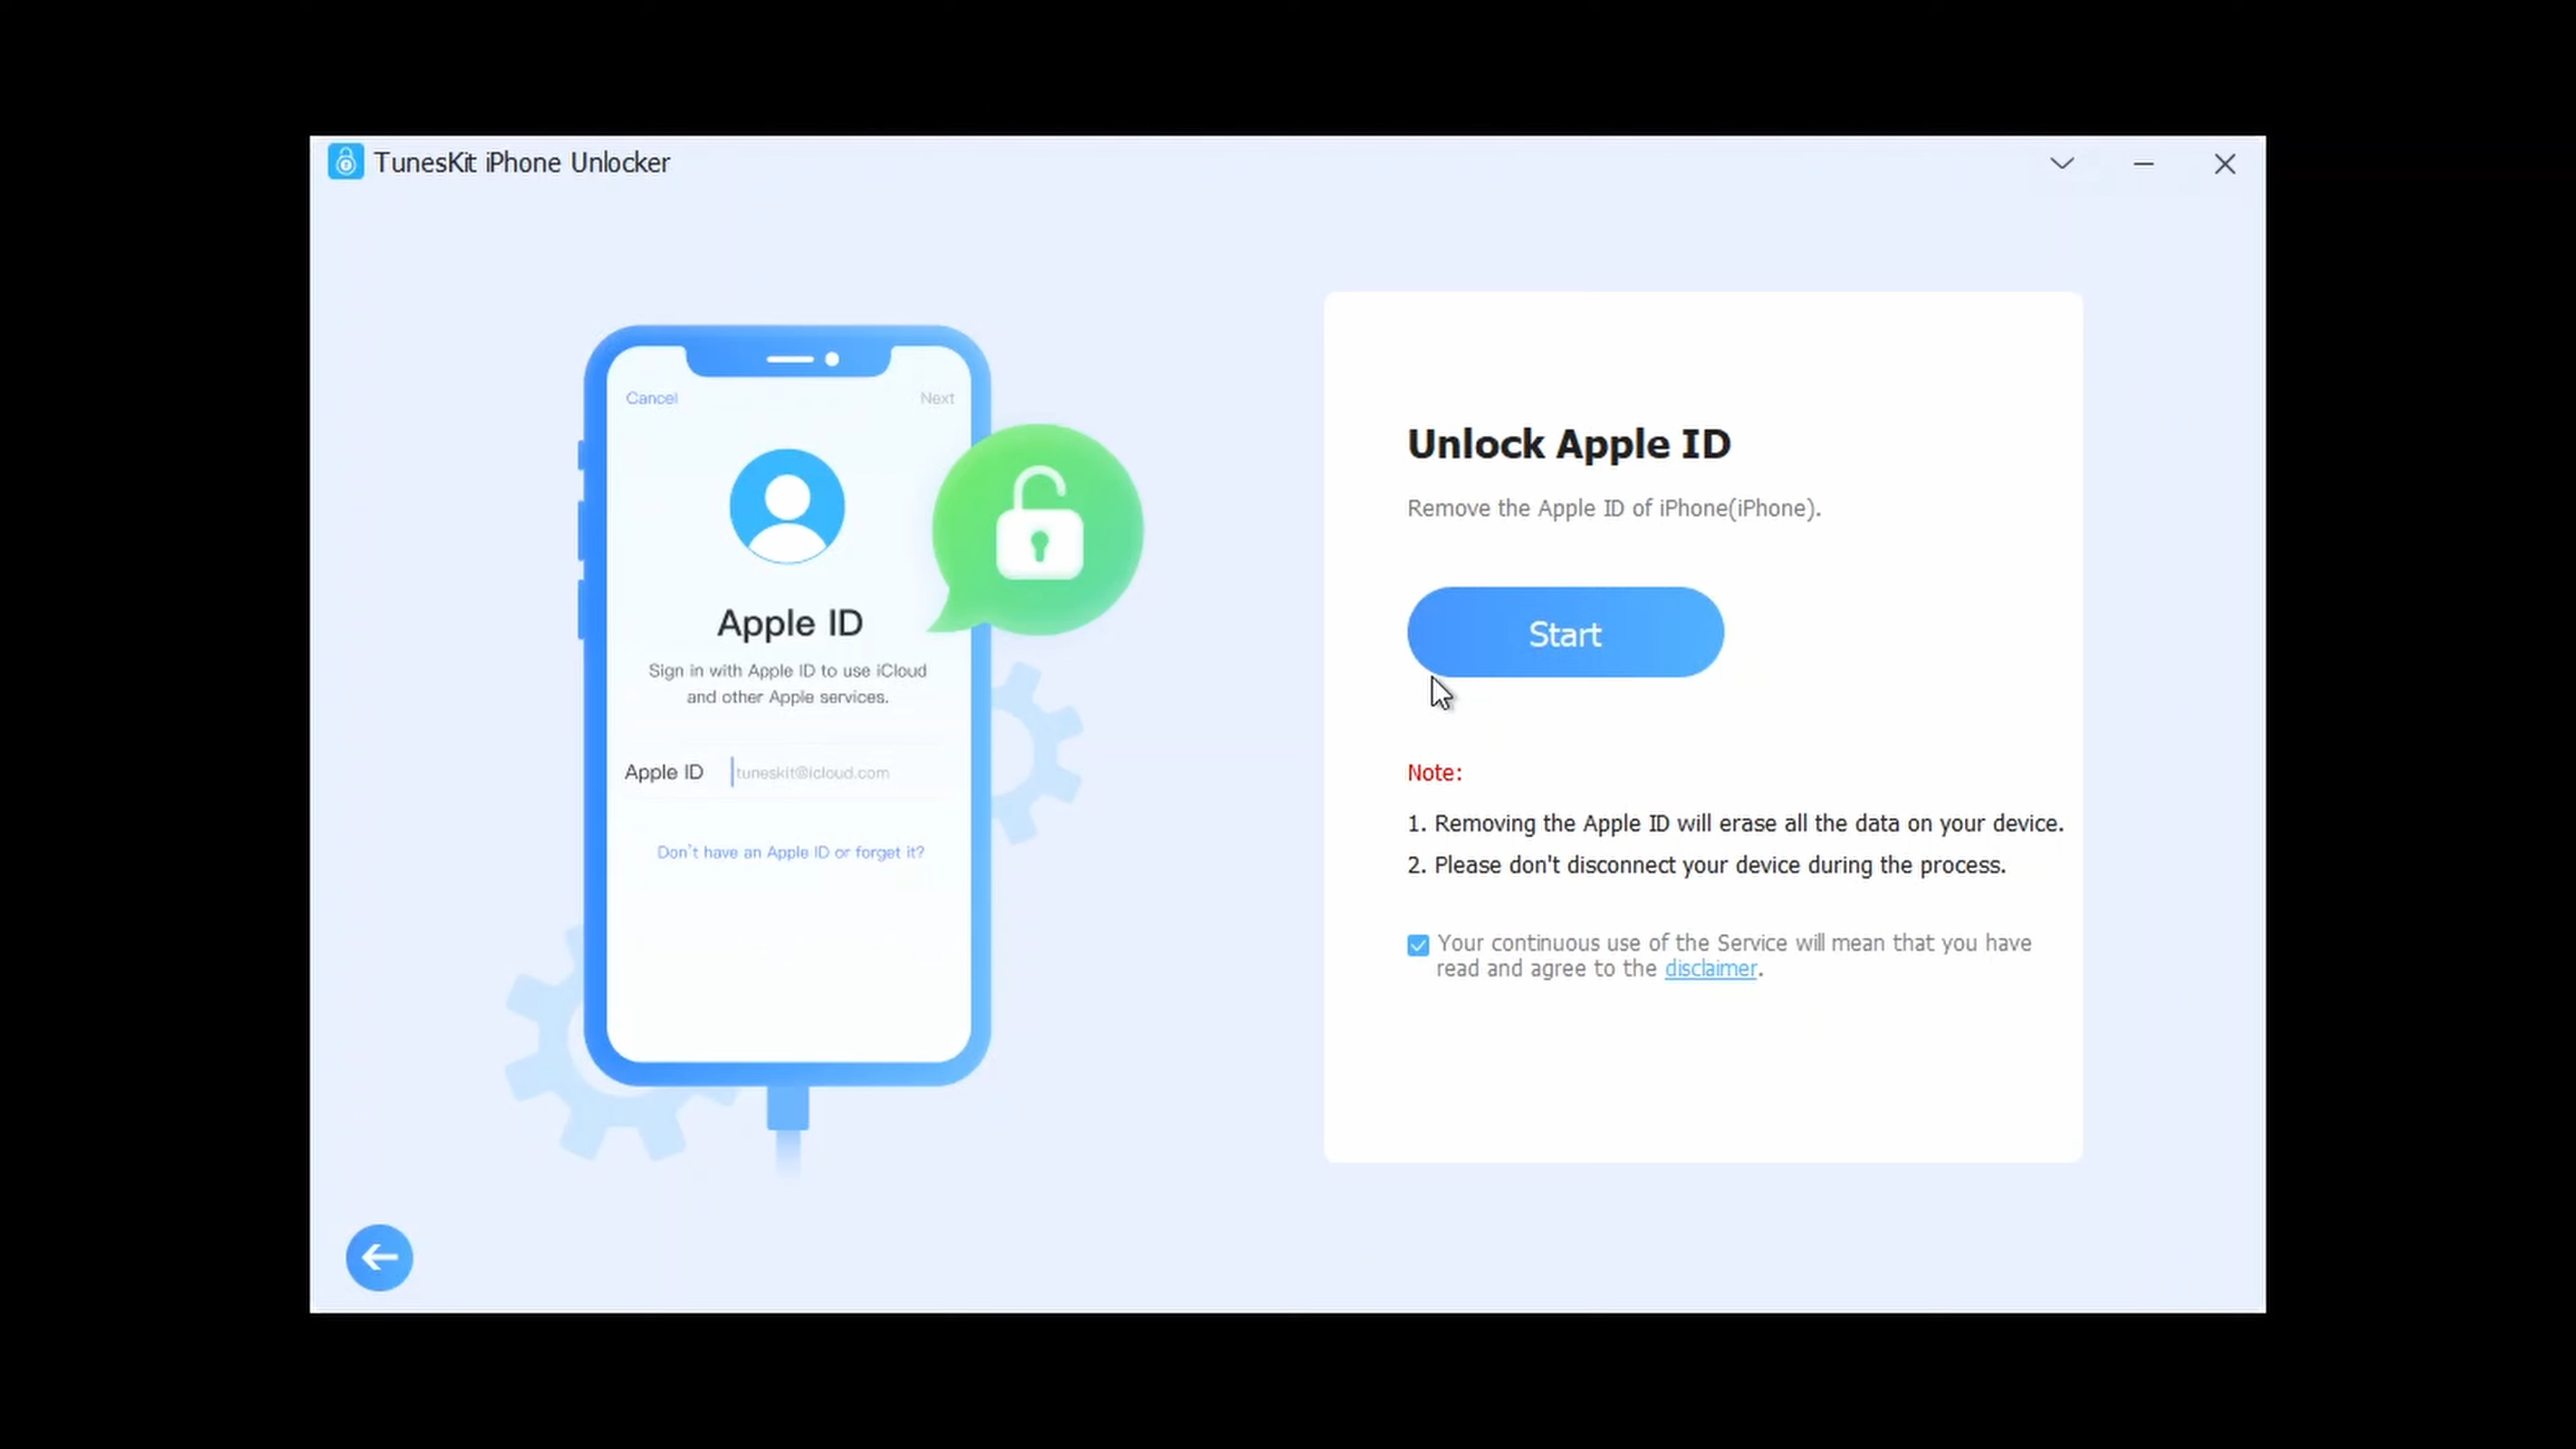 TunesKit iPhone Unlocker
Cancel
Next
Apple ID
Sign in with Apple ID to use iCloud
and other Apple services.
Apple ID
tuneskit@icloud.com
Don't have an Apple ID or forget it?
Unlock Apple ID
Remove the Apple ID of iPhone(iPhone).
Start
Note:
1. Removing the Apple ID will erase all the data on your device.
2. Please don't disconnect your device during the process.
Your continuous use of the Service will mean that you have
read and agree to the disclaimer.